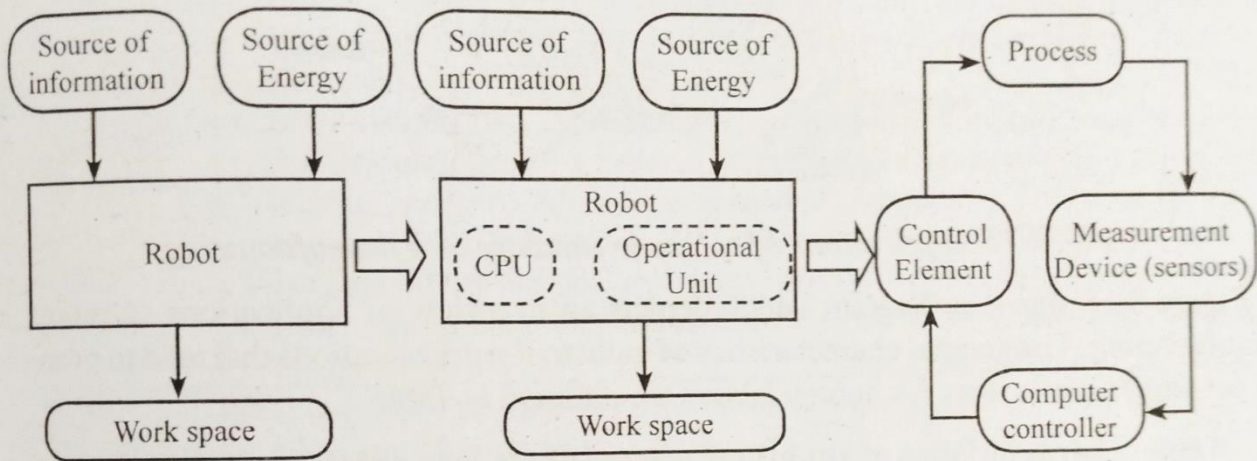 Source of
information
Source of
Energy
Source of
information
Source of
Energy
Process
Robot
Robot
CPU
Operational
Unit
Control
Element
Measurement
Device (sensors)
Work space
Work space
Computer
controller